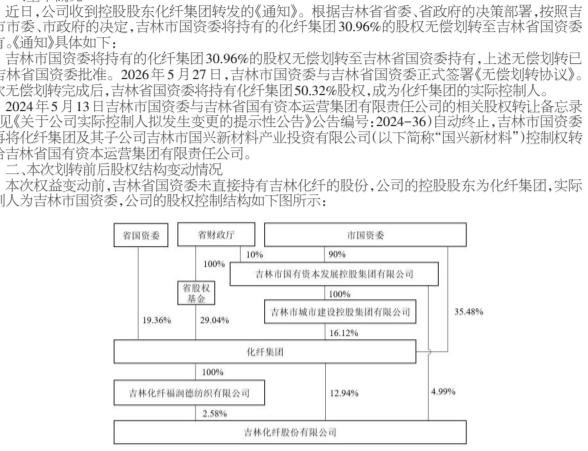 近日,公司收到控股股东化纤集团转发的《通知》。根据吉林省省委、省政府的决策部署,按照吉
市市委、市政府的决定,吉林市国资委将持有的化纤集团30.96%的股权无偿划转至吉林省国资委
有。《通知》具体如下:
吉林市国资委将持有的化纤集团30.96%的股权无偿划转至吉林省国资委持有,上述无偿划转已
吉林省国资委批准。2026年5月27日,吉林市国资委与吉林省国资委正式签署《无偿划转协议》。
次无偿划转完成后,吉林省国资委将持有化纤集团50.32%股权,成为化纤集团的实际控制人。
2024年5月13日吉林市国资委与吉林省国有资本运营集团有限责任公司的相关股权转让备忘录
见《关于公司实际控制人拟发生变更的提示性公告》公告编号:2024-36)自动终止,吉林市国资委
再将化纤集团及其子公司吉林市国兴新材料产业投资有限公司(以下简称“国兴新材料”)控制权转
给吉林省国有资本运营集团有限责任公司。
二、本次划转前后股权结构变动情况
本次权益变动前,吉林省国资委未直接持有吉林化纤的股份,公司的控股股东为化纤集团,实际
制人为吉林市国资委,公司的股权控制结构如下图所示:
省国资委 省财政厅 市国资委
100% 10% 90%
吉林市国有资本发展控股集团有限公司
省股权
基金
100%
吉林市城市建设控股集团有限公司
19.36% 29.04% 16.12% 35.48%
化纤集团
100%
吉林化纤福润德纺织有限公司
12.94% 4.99%
2.58%
吉林化纤股份有限公司